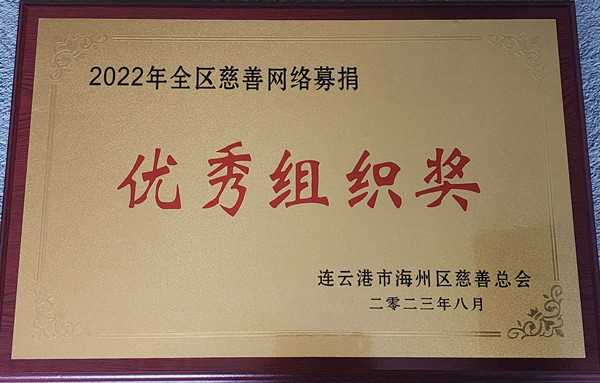 2022年全区慈善网络募捐
优秀组织奖
连云港市海州区慈善总会
二零二三年八月